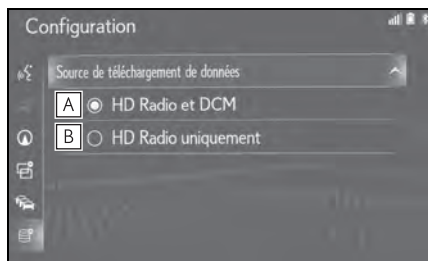 Configuration
Source de téléchargement de données
A HD Radio et DCM
B HD Radio uniquement